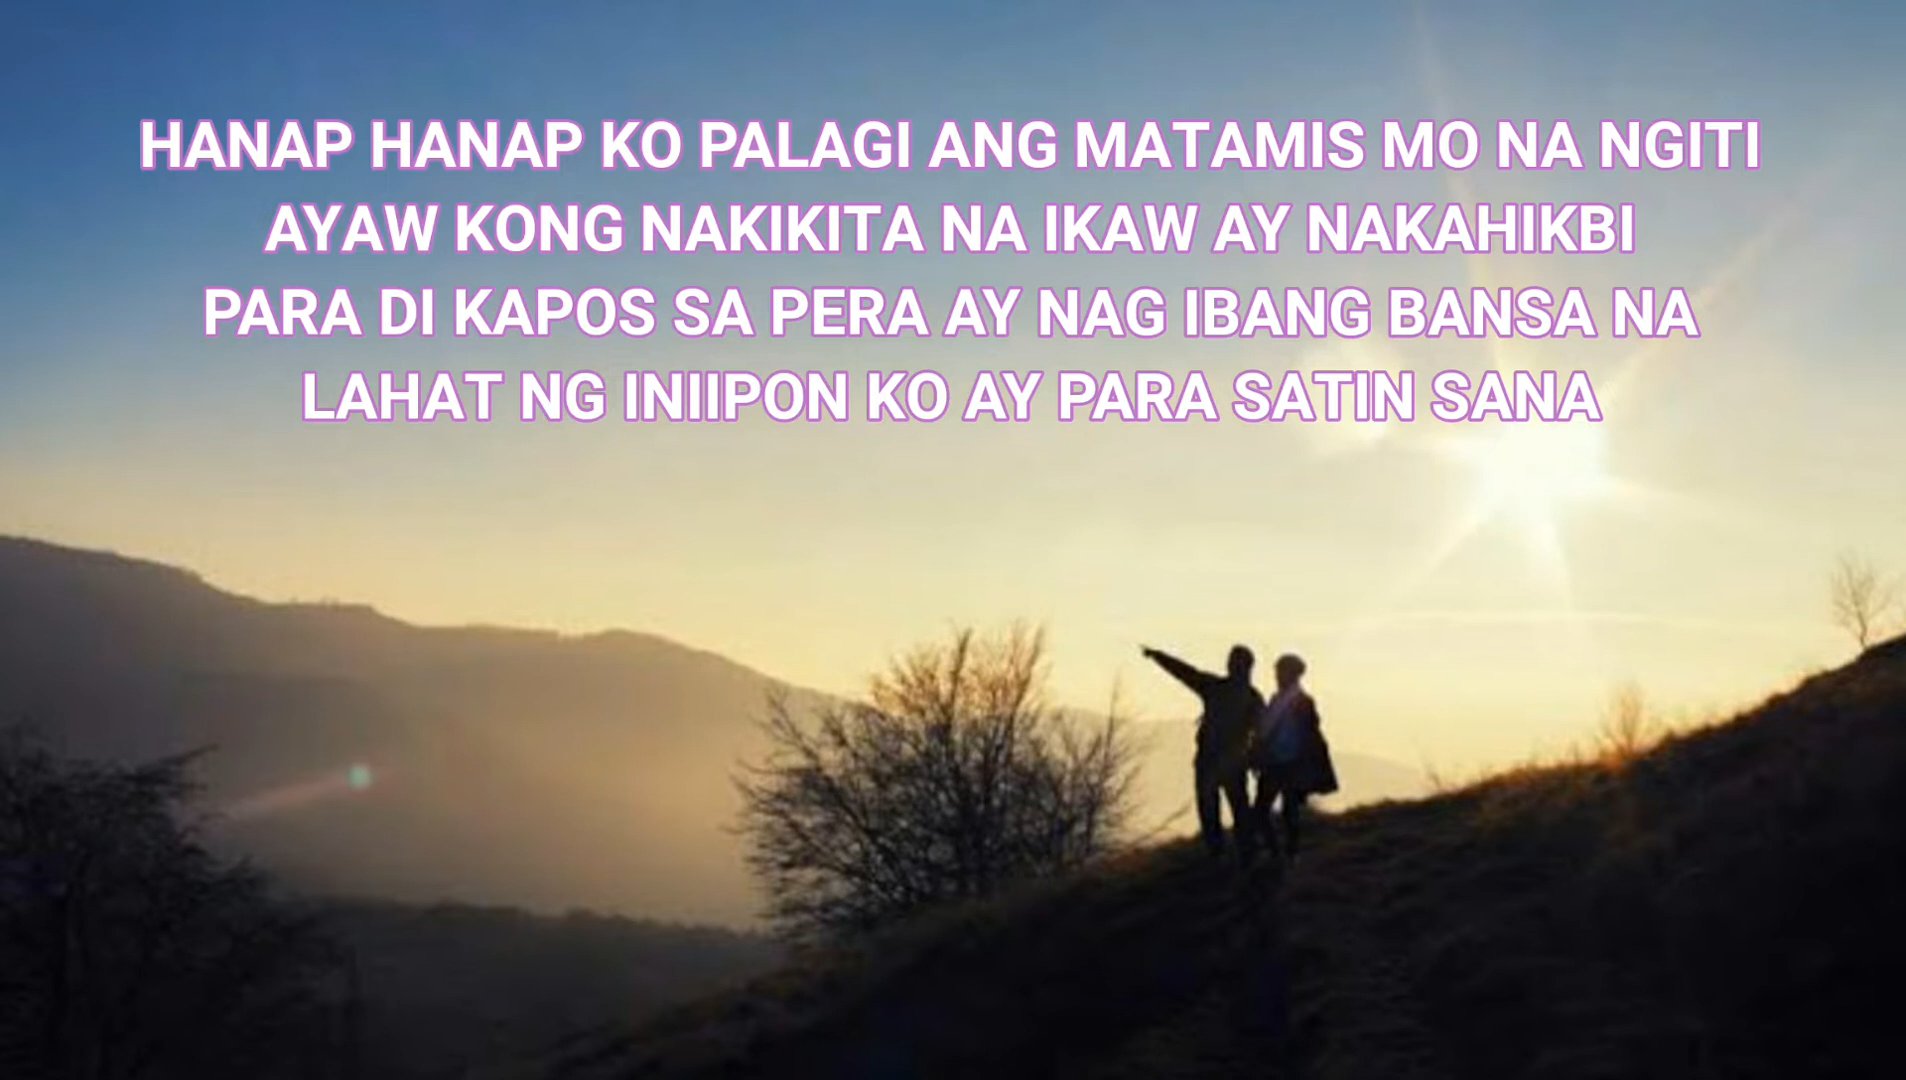 HANAP HANAP KO PALAGI ANG MATAMIS MO NA NGITI
AYAW KONG NAKIKITA NA IKAW AY NAKAHIKBI
PARA DI KAPOS SA PERA AY NAG IBANG BANSA NA
LAHAT NG INIIPON KO AY PARA SATIN SANA